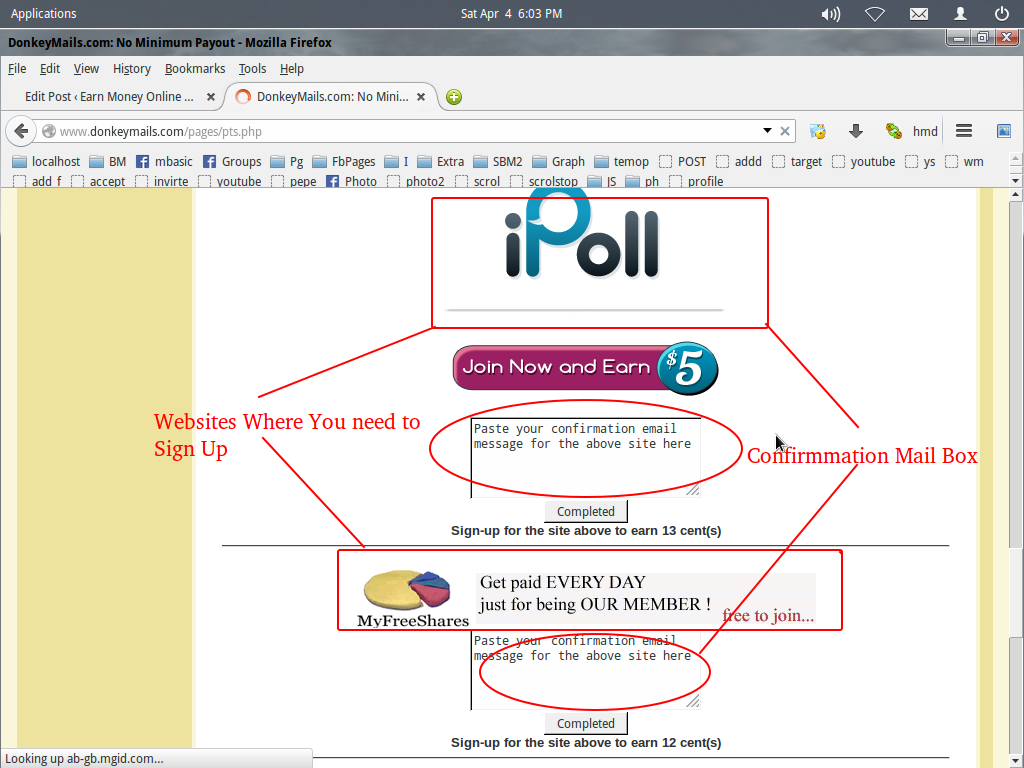 Applications
Sat Apr 4 6:03 PM
DonkeyMails.com: No Minimum Payout - Mozilla Firefox
File Edit View History Bookmarks Tools Help
Edit Post ‹ Earn Money Online ...
DonkeyMails.com: No Mini...
www.donkeymails.com/pages/pts.php
hmd
localhost BM mbasic Groups Pg FbPages I Extra SBM2 Graph temop POST addd target youtube ys wm
add f accept invirte youtube pepe Photo photo2 scrol scrolstop JS ph profile
iPoll
Join Now and Earn $5
Websites Where You need to
Sign Up
Paste your confirmation email
message for the above site here
Confirmmation Mail Box
Completed
Sign-up for the site above to earn 13 cent(s)
MyFreeShares
Get paid EVERY DAY
just for being OUR MEMBER !
free to join...
Paste your confirmation email
message for the above site here
Completed
Sign-up for the site above to earn 12 cent(s)
Looking up ab-gb.mgid.com...